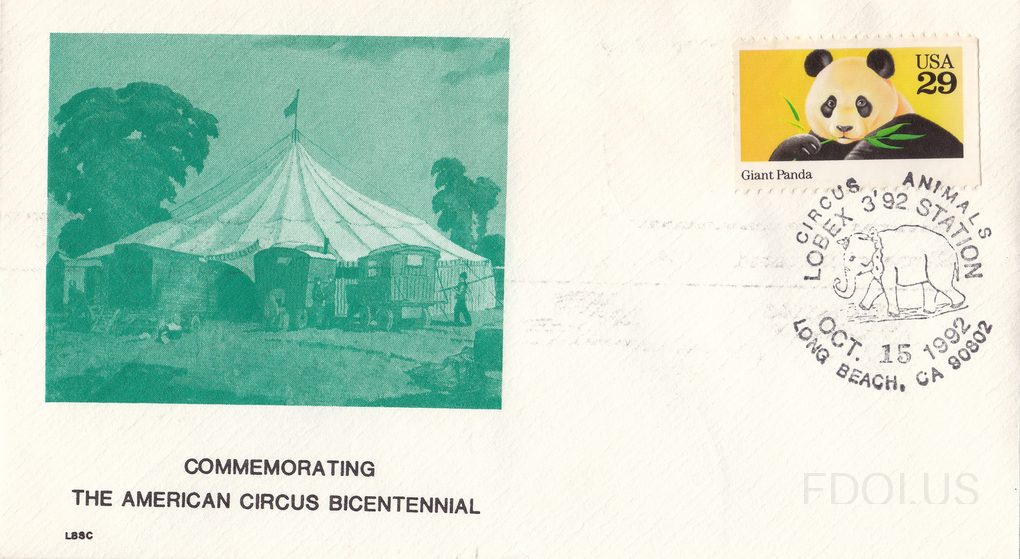 USA
29
Giant Panda
CIRCUS ANIMALS
LOBEX 3 '92 STATION
OCT. 15 1992
LONG BEACH, CA 90802
COMMEMORATING
THE AMERICAN CIRCUS BICENTENNIAL
LBSC
FDOI.US